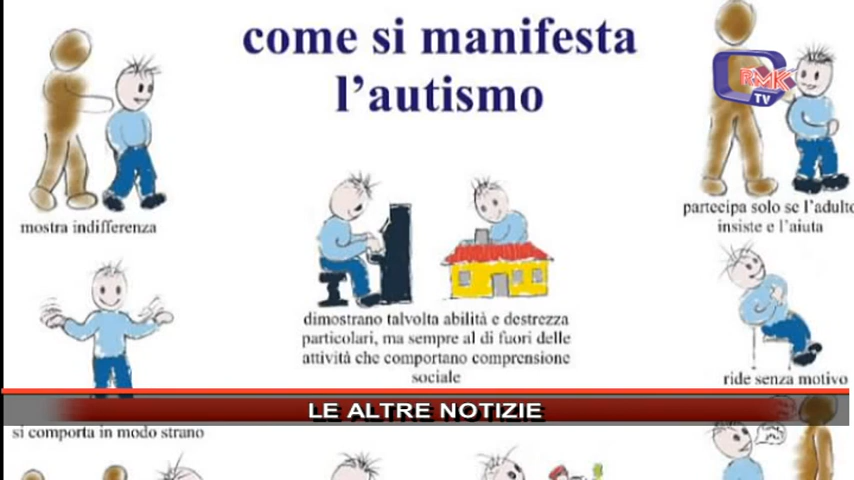 come si manifesta
l'autismo
RMK
TV
mostra indifferenza
partecipa solo se l'adulto
insiste e l'aiuta
dimostrano talvolta abilità e destrezza
particolari, ma sempre al di fuori delle
attività che comportano comprensione
sociale
ride senza motivo
LE ALTRE NOTIZIE
si comporta in modo strano